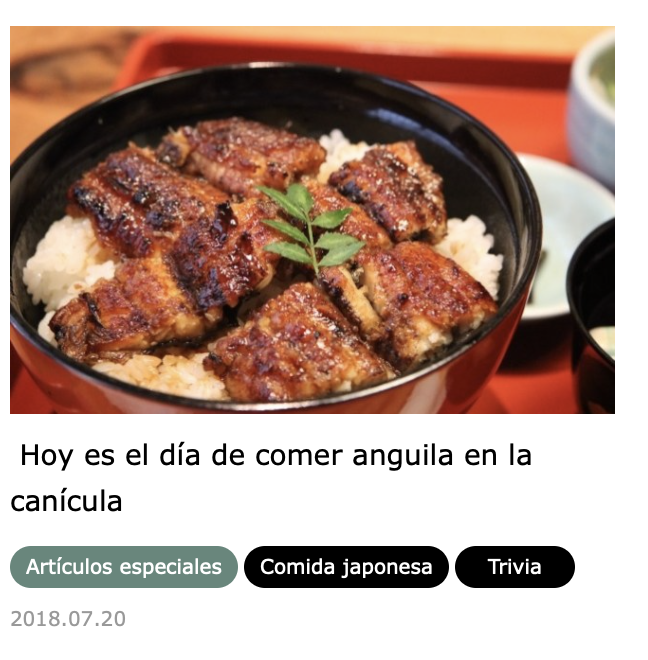 Hoy es el día de comer anguila en la
canícula
Artículos especiales Comida japonesa Trivia
2018.07.20